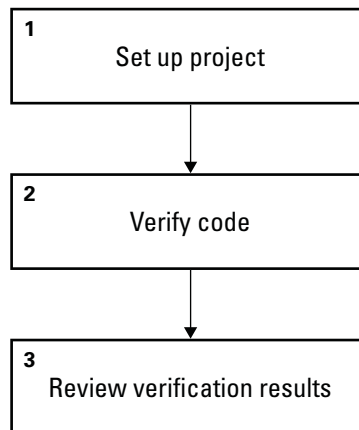 1
Set up project
2
Verify code
3
Review verification results